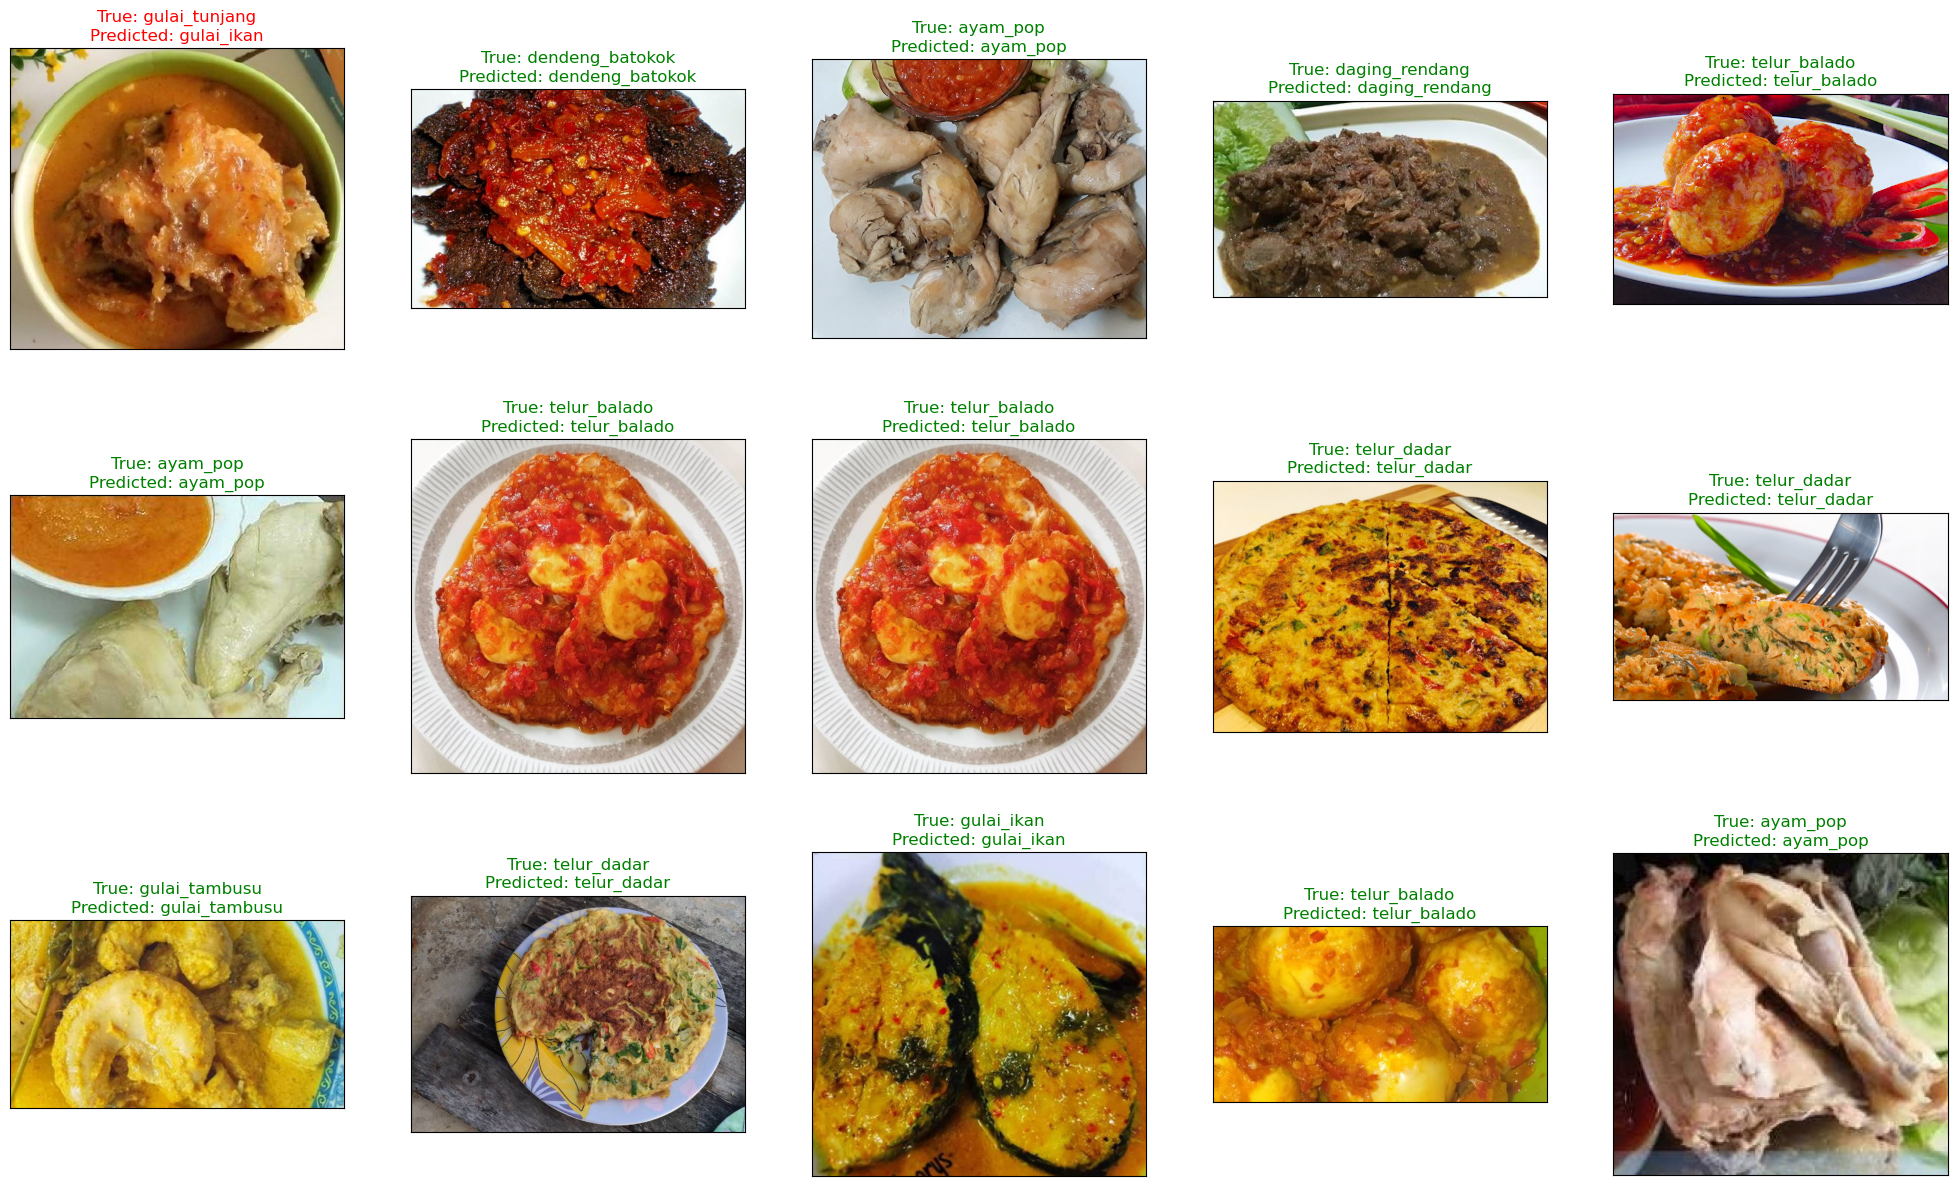 True: gulai_tunjang
Predicted: gulai_ikan
True: dendeng_batokok
Predicted: dendeng_batokok
True: ayam_pop
Predicted: ayam_pop
True: daging_rendang
Predicted: daging_rendang
True: telur_balado
Predicted: telur_balado
True: ayam_pop
Predicted: ayam_pop
True: telur_balado
Predicted: telur_balado
True: telur_balado
Predicted: telur_balado
True: telur_dadar
Predicted: telur_dadar
True: telur_dadar
Predicted: telur_dadar
True: gulai_tambusu
Predicted: gulai_tambusu
True: telur_dadar
Predicted: telur_dadar
True: gulai_ikan
Predicted: gulai_ikan
True: telur_balado
Predicted: telur_balado
True: ayam_pop
Predicted: ayam_pop